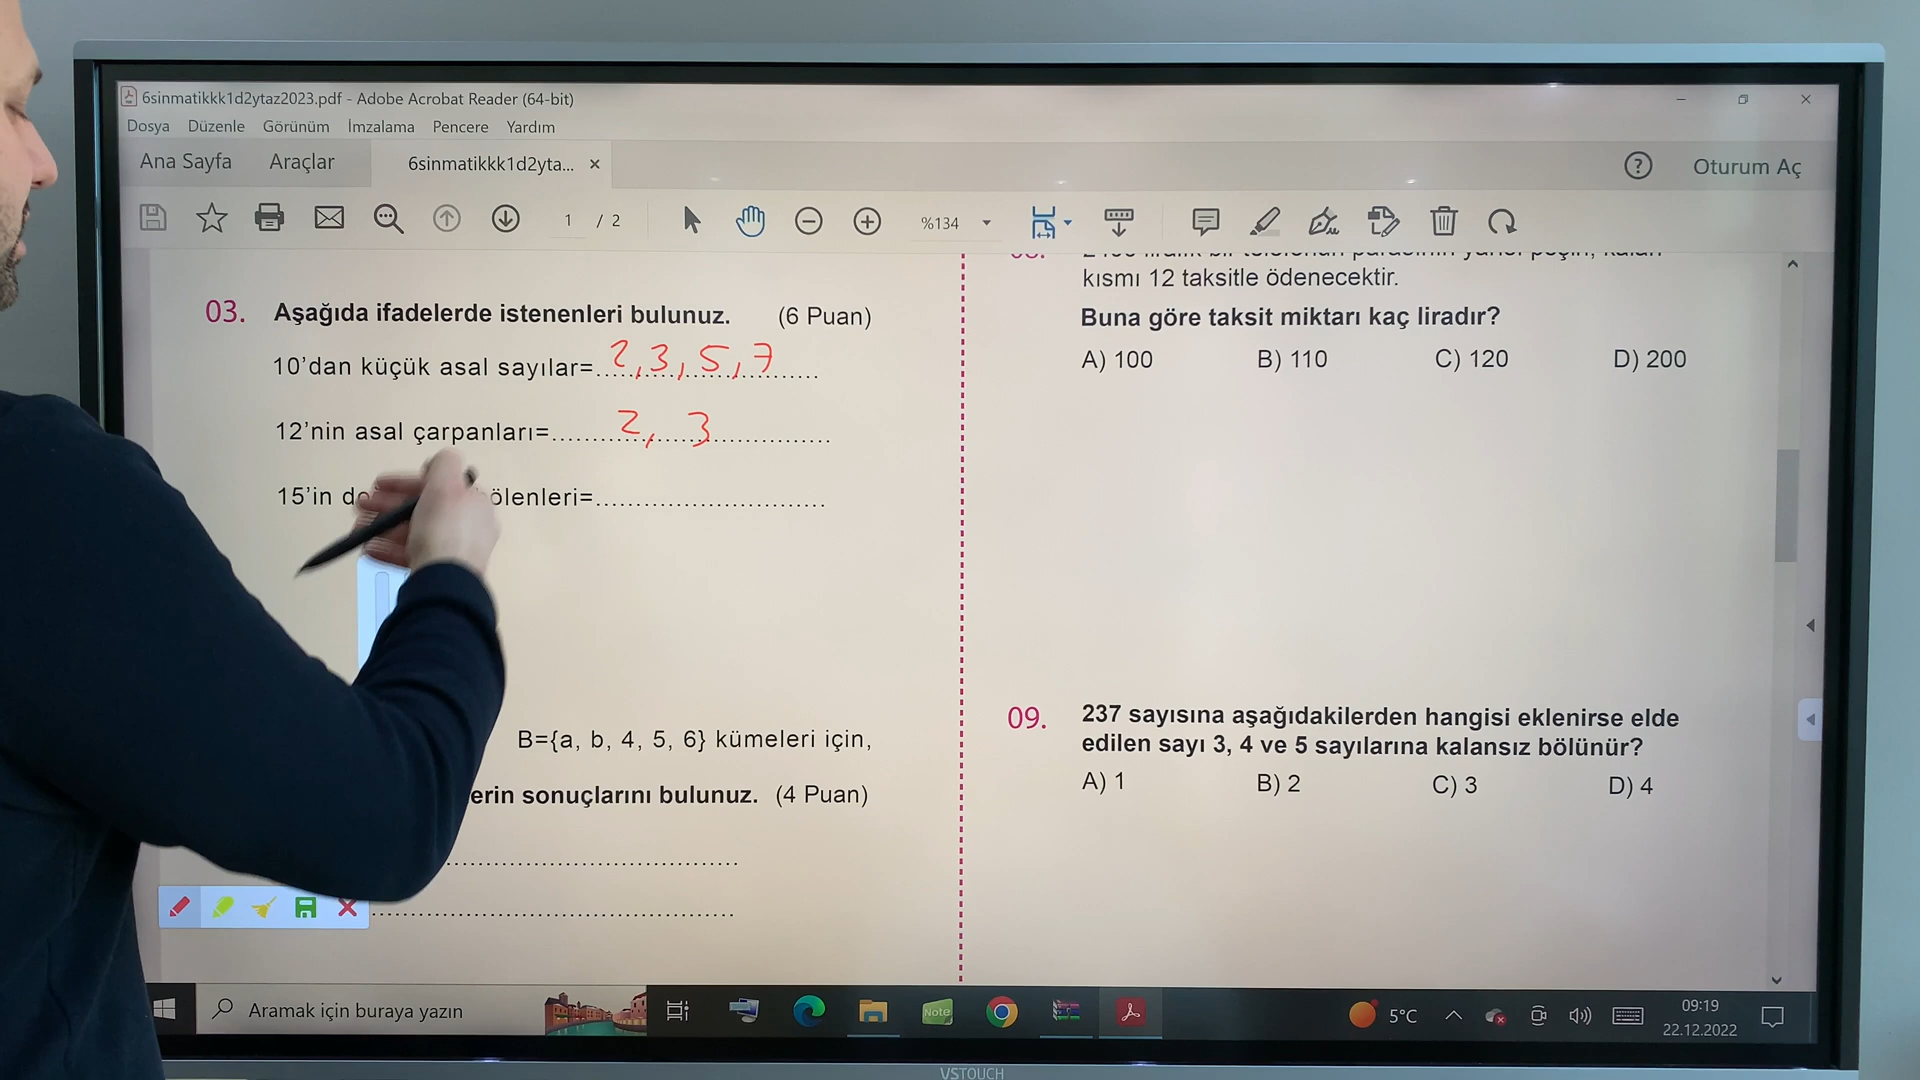 6sinmatikkk1d2ytaz2023.pdf - Adobe Acrobat Reader (64-bit)
Dosya Düzenle Görünüm İmzalama Pencere Yardım
Ana Sayfa Araçlar 6sinmatikkk1d2yta... Oturum Aç
1 / 2 %134
03. Aşağıda ifadelerde istenenleri bulunuz. (6 Puan)
10'dan küçük asal sayılar= 2, 3, 5, 7
12'nin asal çarpanları= 2, 3
15'in ölenleri=
B={a, b, 4, 5, 6} kümeleri için,
erin sonuçlarını bulunuz. (4 Puan)
kısmı 12 taksitle ödenecektir.
Buna göre taksit miktarı kaç liradır?
A) 100 B) 110 C) 120 D) 200
09. 237 sayısına aşağıdakilerden hangisi eklenirse elde
edilen sayı 3, 4 ve 5 sayılarına kalansız bölünür?
A) 1 B) 2 C) 3 D) 4
Aramak için buraya yazın
Note
5°C
09:19
22.12.2022
VSTOUCH